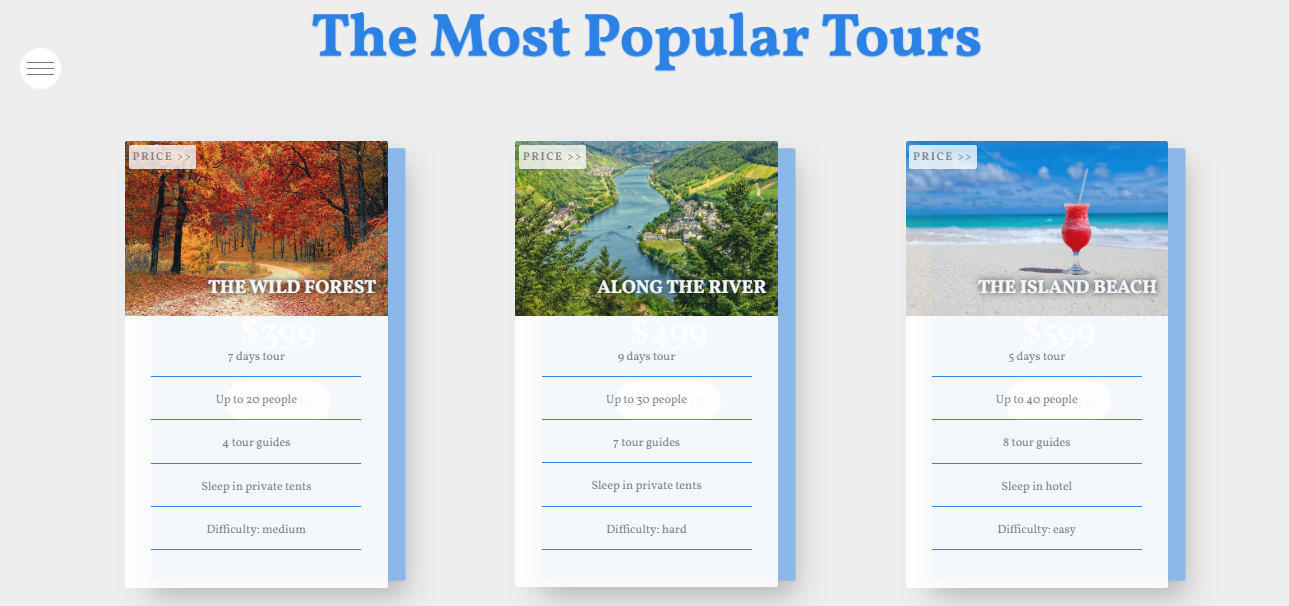 The Most Popular Tours
PRICE >>
THE WILD FOREST
$399
7 days tour
Up to 20 people
4 tour guides
Sleep in private tents
Difficulty: medium
PRICE >>
ALONG THE RIVER
$499
9 days tour
Up to 30 people
7 tour guides
Sleep in private tents
Difficulty: hard
PRICE >>
THE ISLAND BEACH
$599
5 days tour
Up to 40 people
8 tour guides
Sleep in hotel
Difficulty: easy